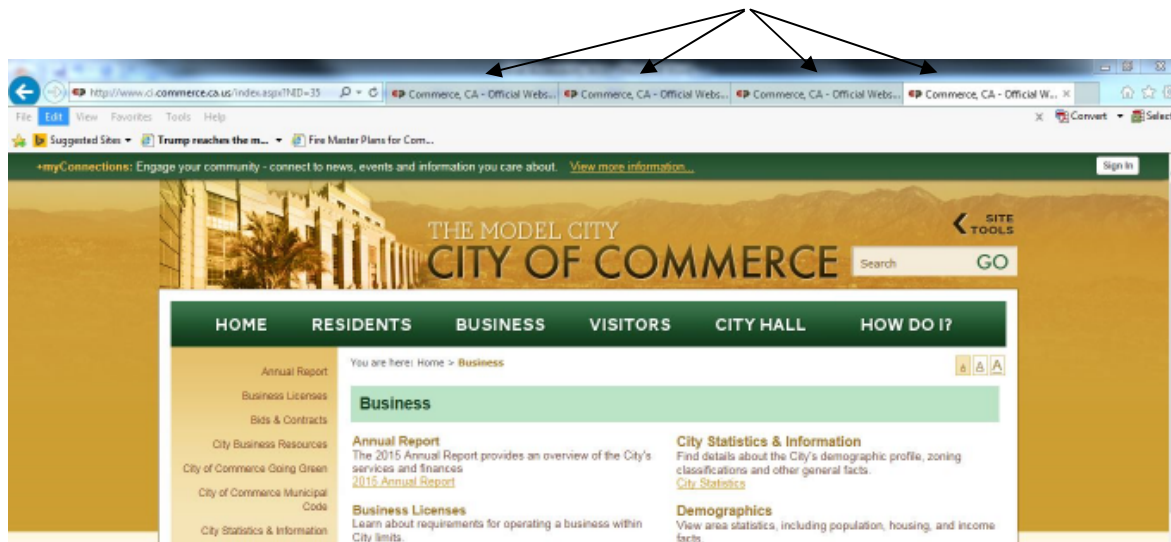 http://www.ci.commerce.ca.us/index.aspx?NID=35
Commerce, CA - Official Webs...
Commerce, CA - Official Webs...
Commerce, CA - Official Webs...
Commerce, CA - Official W...
File Edit View Favorites Tools Help
x Convert Select
Suggested Sites Trump reaches the m... Fire Master Plans for Com...
+myConnections: Engage your community - connect to news, events and information you care about. View more information...
Sign In
THE MODEL CITY
CITY OF COMMERCE
SITE
TOOLS
Search GO
HOME RESIDENTS BUSINESS VISITORS CITY HALL HOW DO I?
Annual Report
Business Licenses
Bids & Contracts
City Business Resources
City of Commerce Going Green
City of Commerce Municipal
Code
City Statistics & Information
You are here: Home > Business
A A A
Business
Annual Report
The 2015 Annual Report provides an overview of the City's
services and finances
2015 Annual Report
Business Licenses
Learn about requirements for operating a business within
City limits.
City Statistics & Information
Find details about the City's demographic profile, zoning
classifications and other general facts.
City Statistics
Demographics
View area statistics, including population, housing, and income
facts.